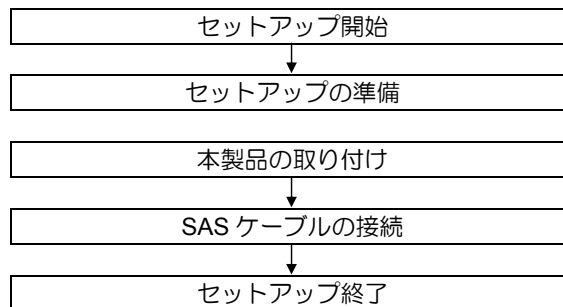 セットアップ開始
セットアップの準備
本製品の取り付け
SAS ケーブルの接続
セットアップ終了